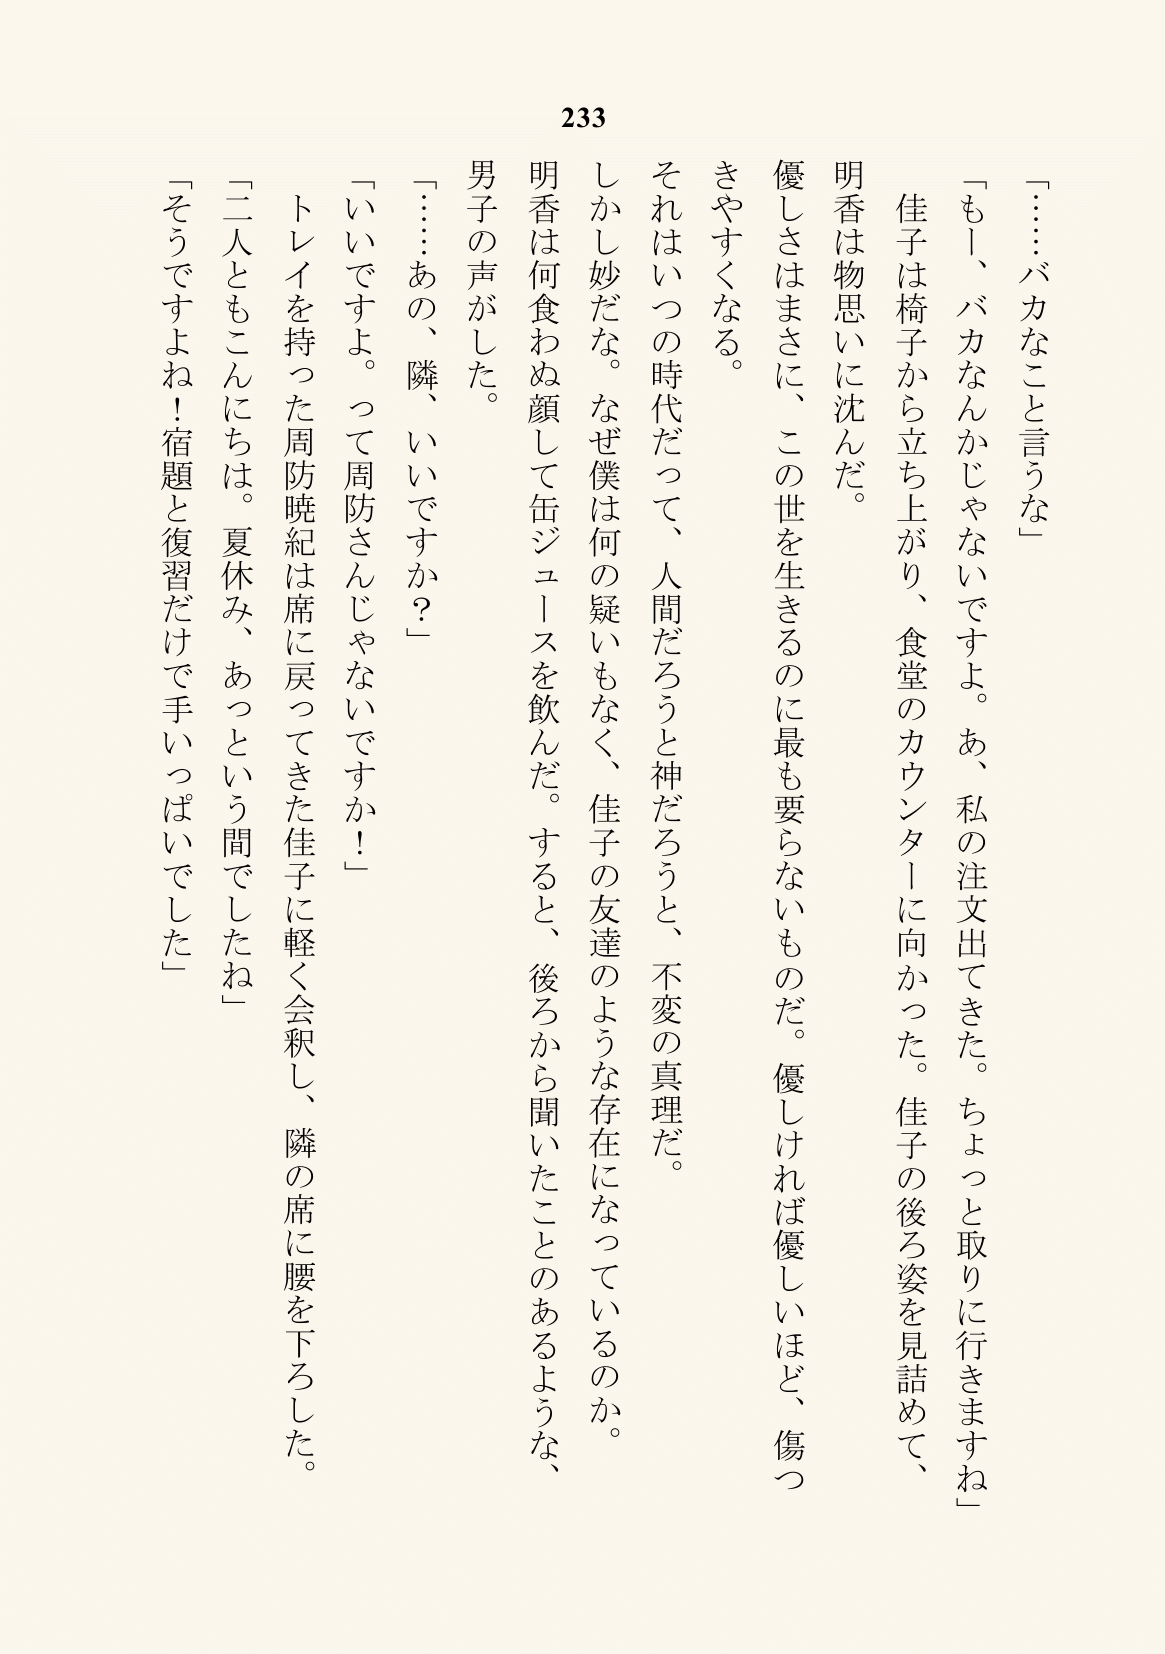 233
「……バカなこと言うな」
「もー、バカなんかじゃないですよ。あ、私の注文出てきた。ちょっと取りに行きますね」
　佳子は椅子から立ち上がり、食堂のカウンターに向かった。佳子の後ろ姿を見詰めて、
明香は物思いに沈んだ。
優しさはまさに、この世を生きるのに最も要らないものだ。優しければ優しいほど、傷つ
きやすくなる。
それはいつの時代だって、人間だろうと神だろうと、不変の真理だ。
しかし妙だな。なぜ僕は何の疑いもなく、佳子の友達のような存在になっているのか。
明香は何食わぬ顔して缶ジュースを飲んだ。すると、後ろから聞いたことのあるような、
男子の声がした。
「……あの、隣、いいですか？」
「いいですよ。って周防さんじゃないですか！」
　トレイを持った周防暁紀は席に戻ってきた佳子に軽く会釈し、隣の席に腰を下ろした。
「二人ともこんにちは。夏休み、あっという間でしたね」
「そうですよね！宿題と復習だけで手いっぱいでした」